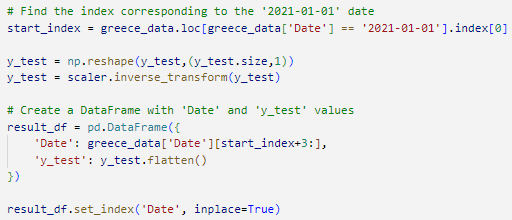 # Find the index corresponding to the '2021-01-01' date
start_index = greece_data.loc[greece_data['Date'] == '2021-01-01'].index[0]
y_test = np.reshape(y_test,(y_test.size,1))
y_test = scaler.inverse_transform(y_test)
# Create a DataFrame with 'Date' and 'y_test' values
result_df = pd.DataFrame({
    'Date': greece_data['Date'][start_index+3:],
    'y_test': y_test.flatten()
})
result_df.set_index('Date', inplace=True)